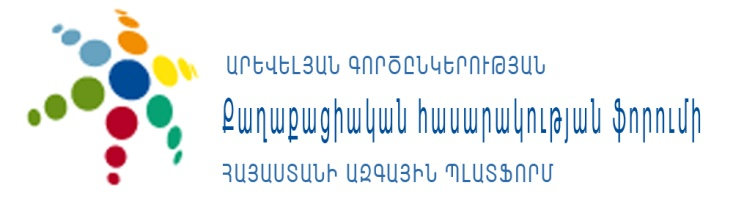 ԱՐԵՎԵԼՅԱՆ ԳՈՐԾԸՆԿԵՐՈՒԹՅԱՆ
Քաղաքացիական հասարակության ֆորումի
ՀԱՅԱՍՏԱՆԻ ԱԶԳԱՅԻՆ ՊԼԱՏՖՈՐՄ